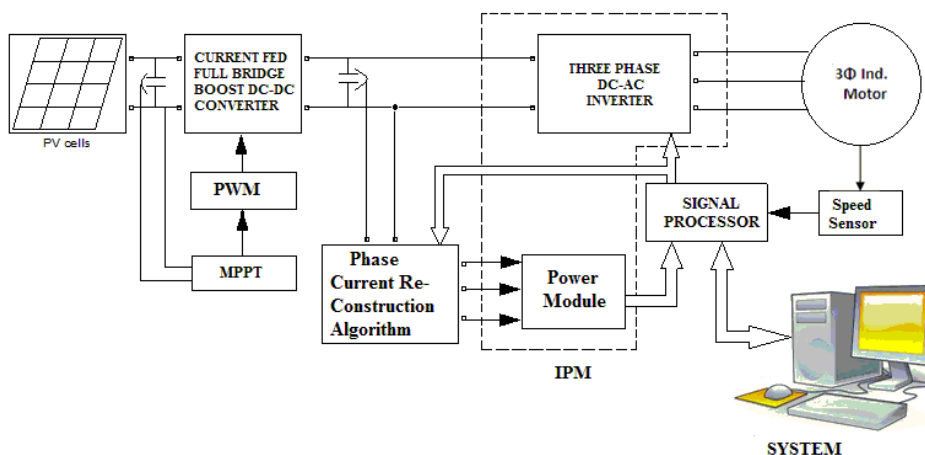 PV cells
CURRENT FED
FULL BRIDGE
BOOST DC-DC
CONVERTER
PWM
MPPT
THREE PHASE
DC-AC
INVERTER
3Φ Ind.
Motor
Phase
Current Re-
Construction
Algorithm
Power
Module
IPM
SIGNAL
PROCESSOR
Speed
Sensor
SYSTEM